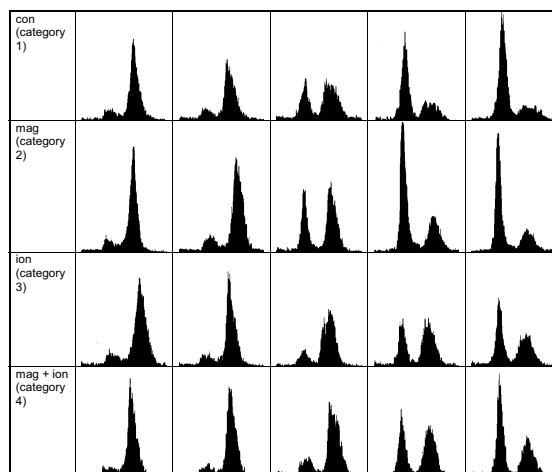 con
(category
1)
mag
(category
2)
ion
(category
3)
mag + ion
(category
4)